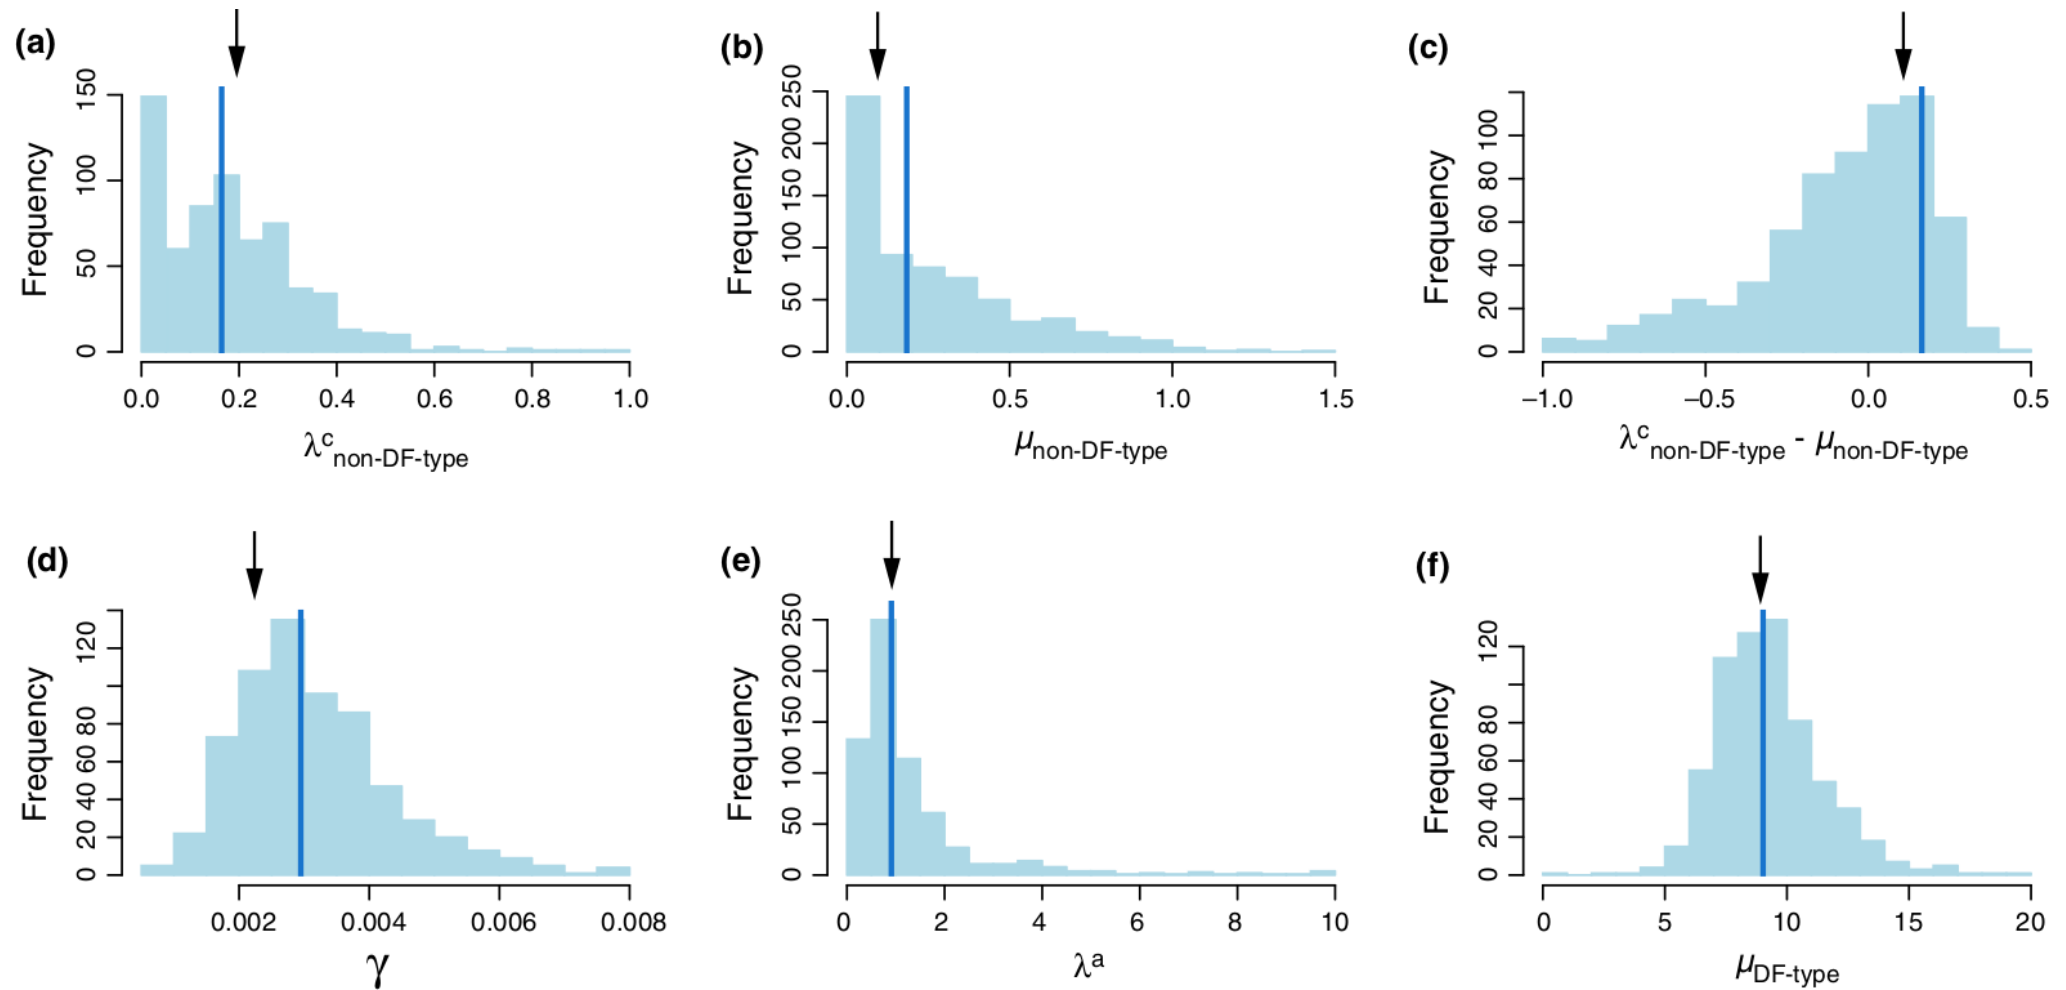 (a)
Frequency
0 50 100 150
0.0 0.2 0.4 0.6 0.8 1.0
λᶜnon-DF-type
(b)
Frequency
0 50 100 150 200 250
0.0 0.5 1.0 1.5
μnon-DF-type
(c)
Frequency
0 20 40 60 80 100
−1.0 −0.5 0.0 0.5
λᶜnon-DF-type - μnon-DF-type
(d)
Frequency
0 20 40 60 80 120
0.002 0.004 0.006 0.008
γ
(e)
Frequency
0 50 100 150 200 250
0 2 4 6 8 10
λᵃ
(f)
Frequency
0 20 40 60 80 120
0 5 10 15 20
μDF-type